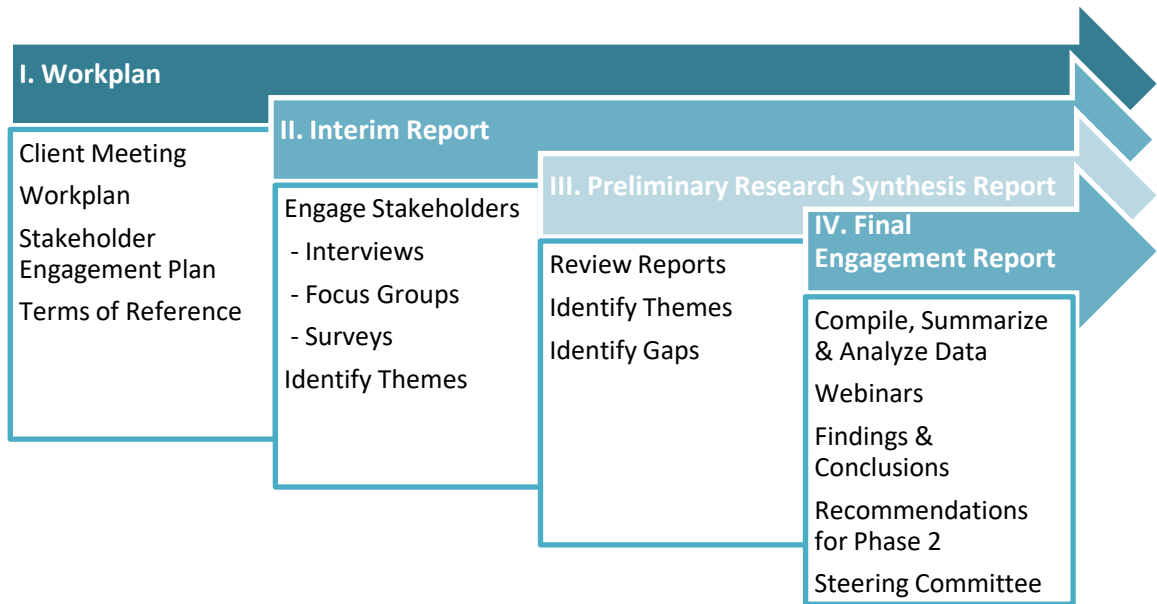 I. Workplan
Client Meeting
Workplan
Stakeholder
Engagement Plan
Terms of Reference
II. Interim Report
Engage Stakeholders
- Interviews
- Focus Groups
- Surveys
Identify Themes
III. Preliminary Research Synthesis Report
Review Reports
Identify Themes
Identify Gaps
IV. Final
Engagement Report
Compile, Summarize
& Analyze Data
Webinars
Findings &
Conclusions
Recommendations
for Phase 2
Steering Committee